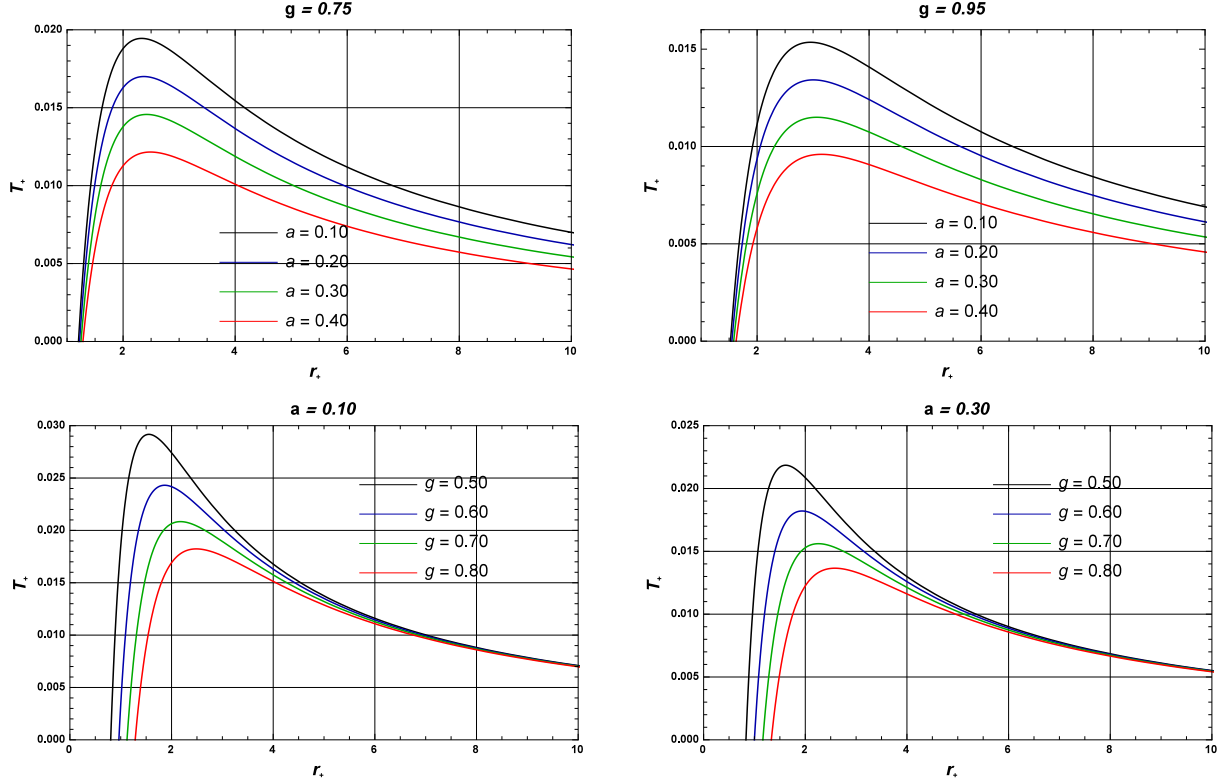 g = 0.75
0.020
0.015
0.010
0.005
0.000
T+
a = 0.10
a = 0.20
a = 0.30
a = 0.40
2
4
6
8
10
r+
g = 0.95
0.015
0.010
0.005
0.000
T+
a = 0.10
a = 0.20
a = 0.30
a = 0.40
2
4
6
8
10
r+
a = 0.10
0.030
0.025
0.020
0.015
0.010
0.005
0.000
T+
g = 0.50
g = 0.60
g = 0.70
g = 0.80
0
2
4
6
8
10
r+
a = 0.30
0.025
0.020
0.015
0.010
0.005
0.000
T+
g = 0.50
g = 0.60
g = 0.70
g = 0.80
0
2
4
6
8
10
r+